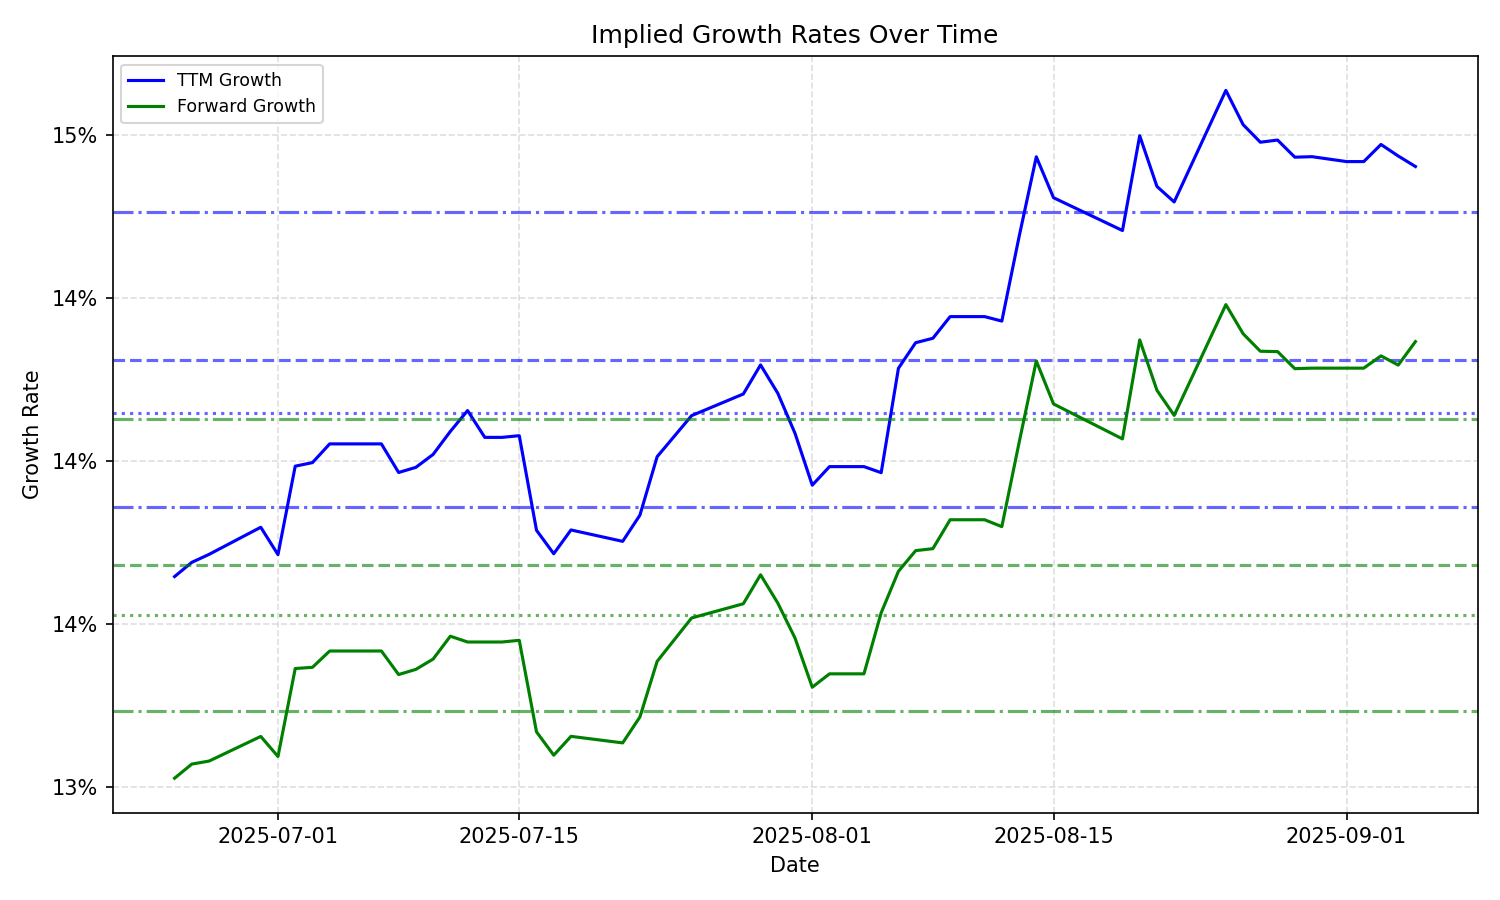 Implied Growth Rates Over Time
TTM Growth
Forward Growth
15%
14%
14%
14%
13%
Growth Rate
2025-07-01
2025-07-15
2025-08-01
2025-08-15
2025-09-01
Date